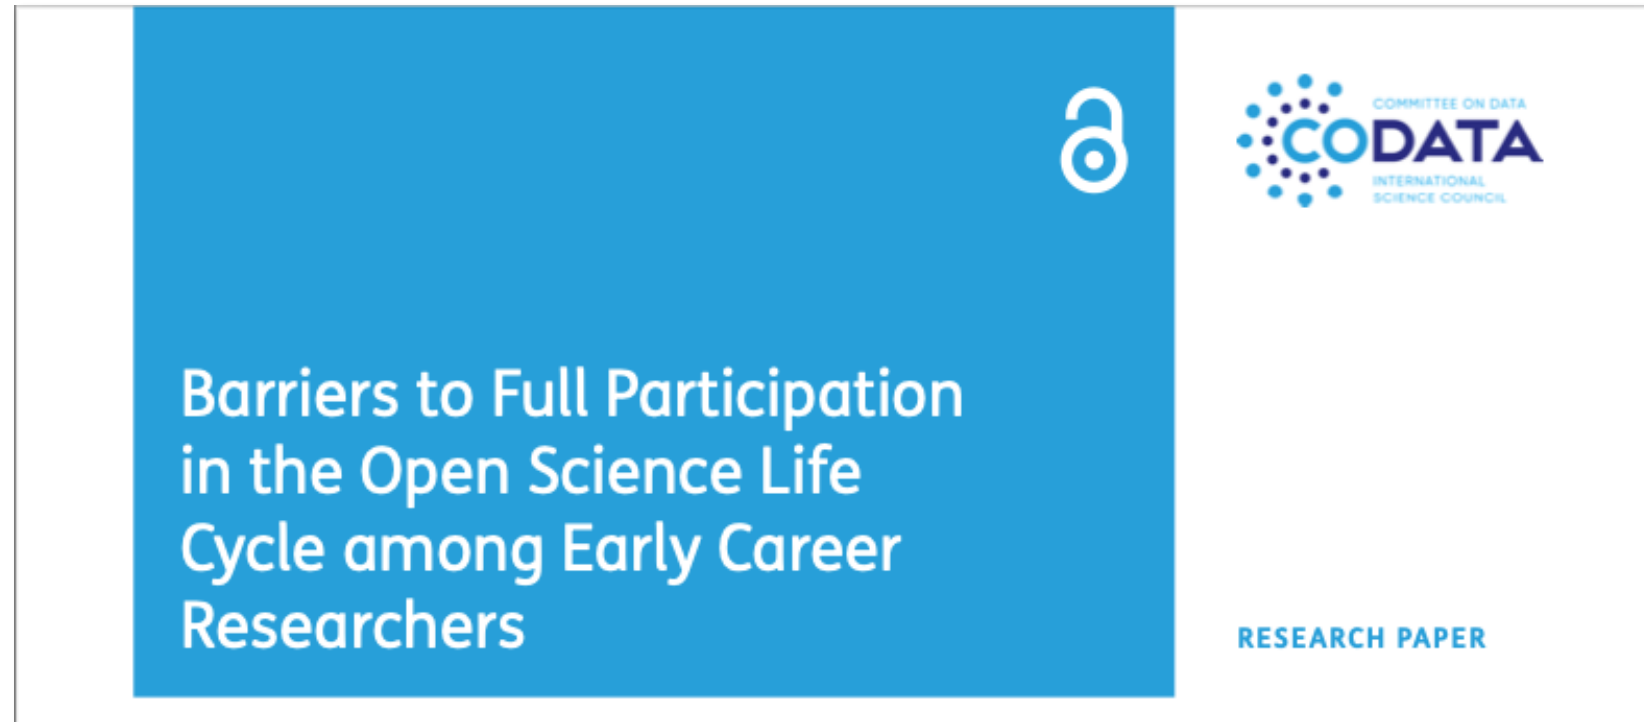 Barriers to Full Participation
in the Open Science Life
Cycle among Early Career
Researchers
COMMITTEE ON DATA
CODATA
INTERNATIONAL
SCIENCE COUNCIL
RESEARCH PAPER